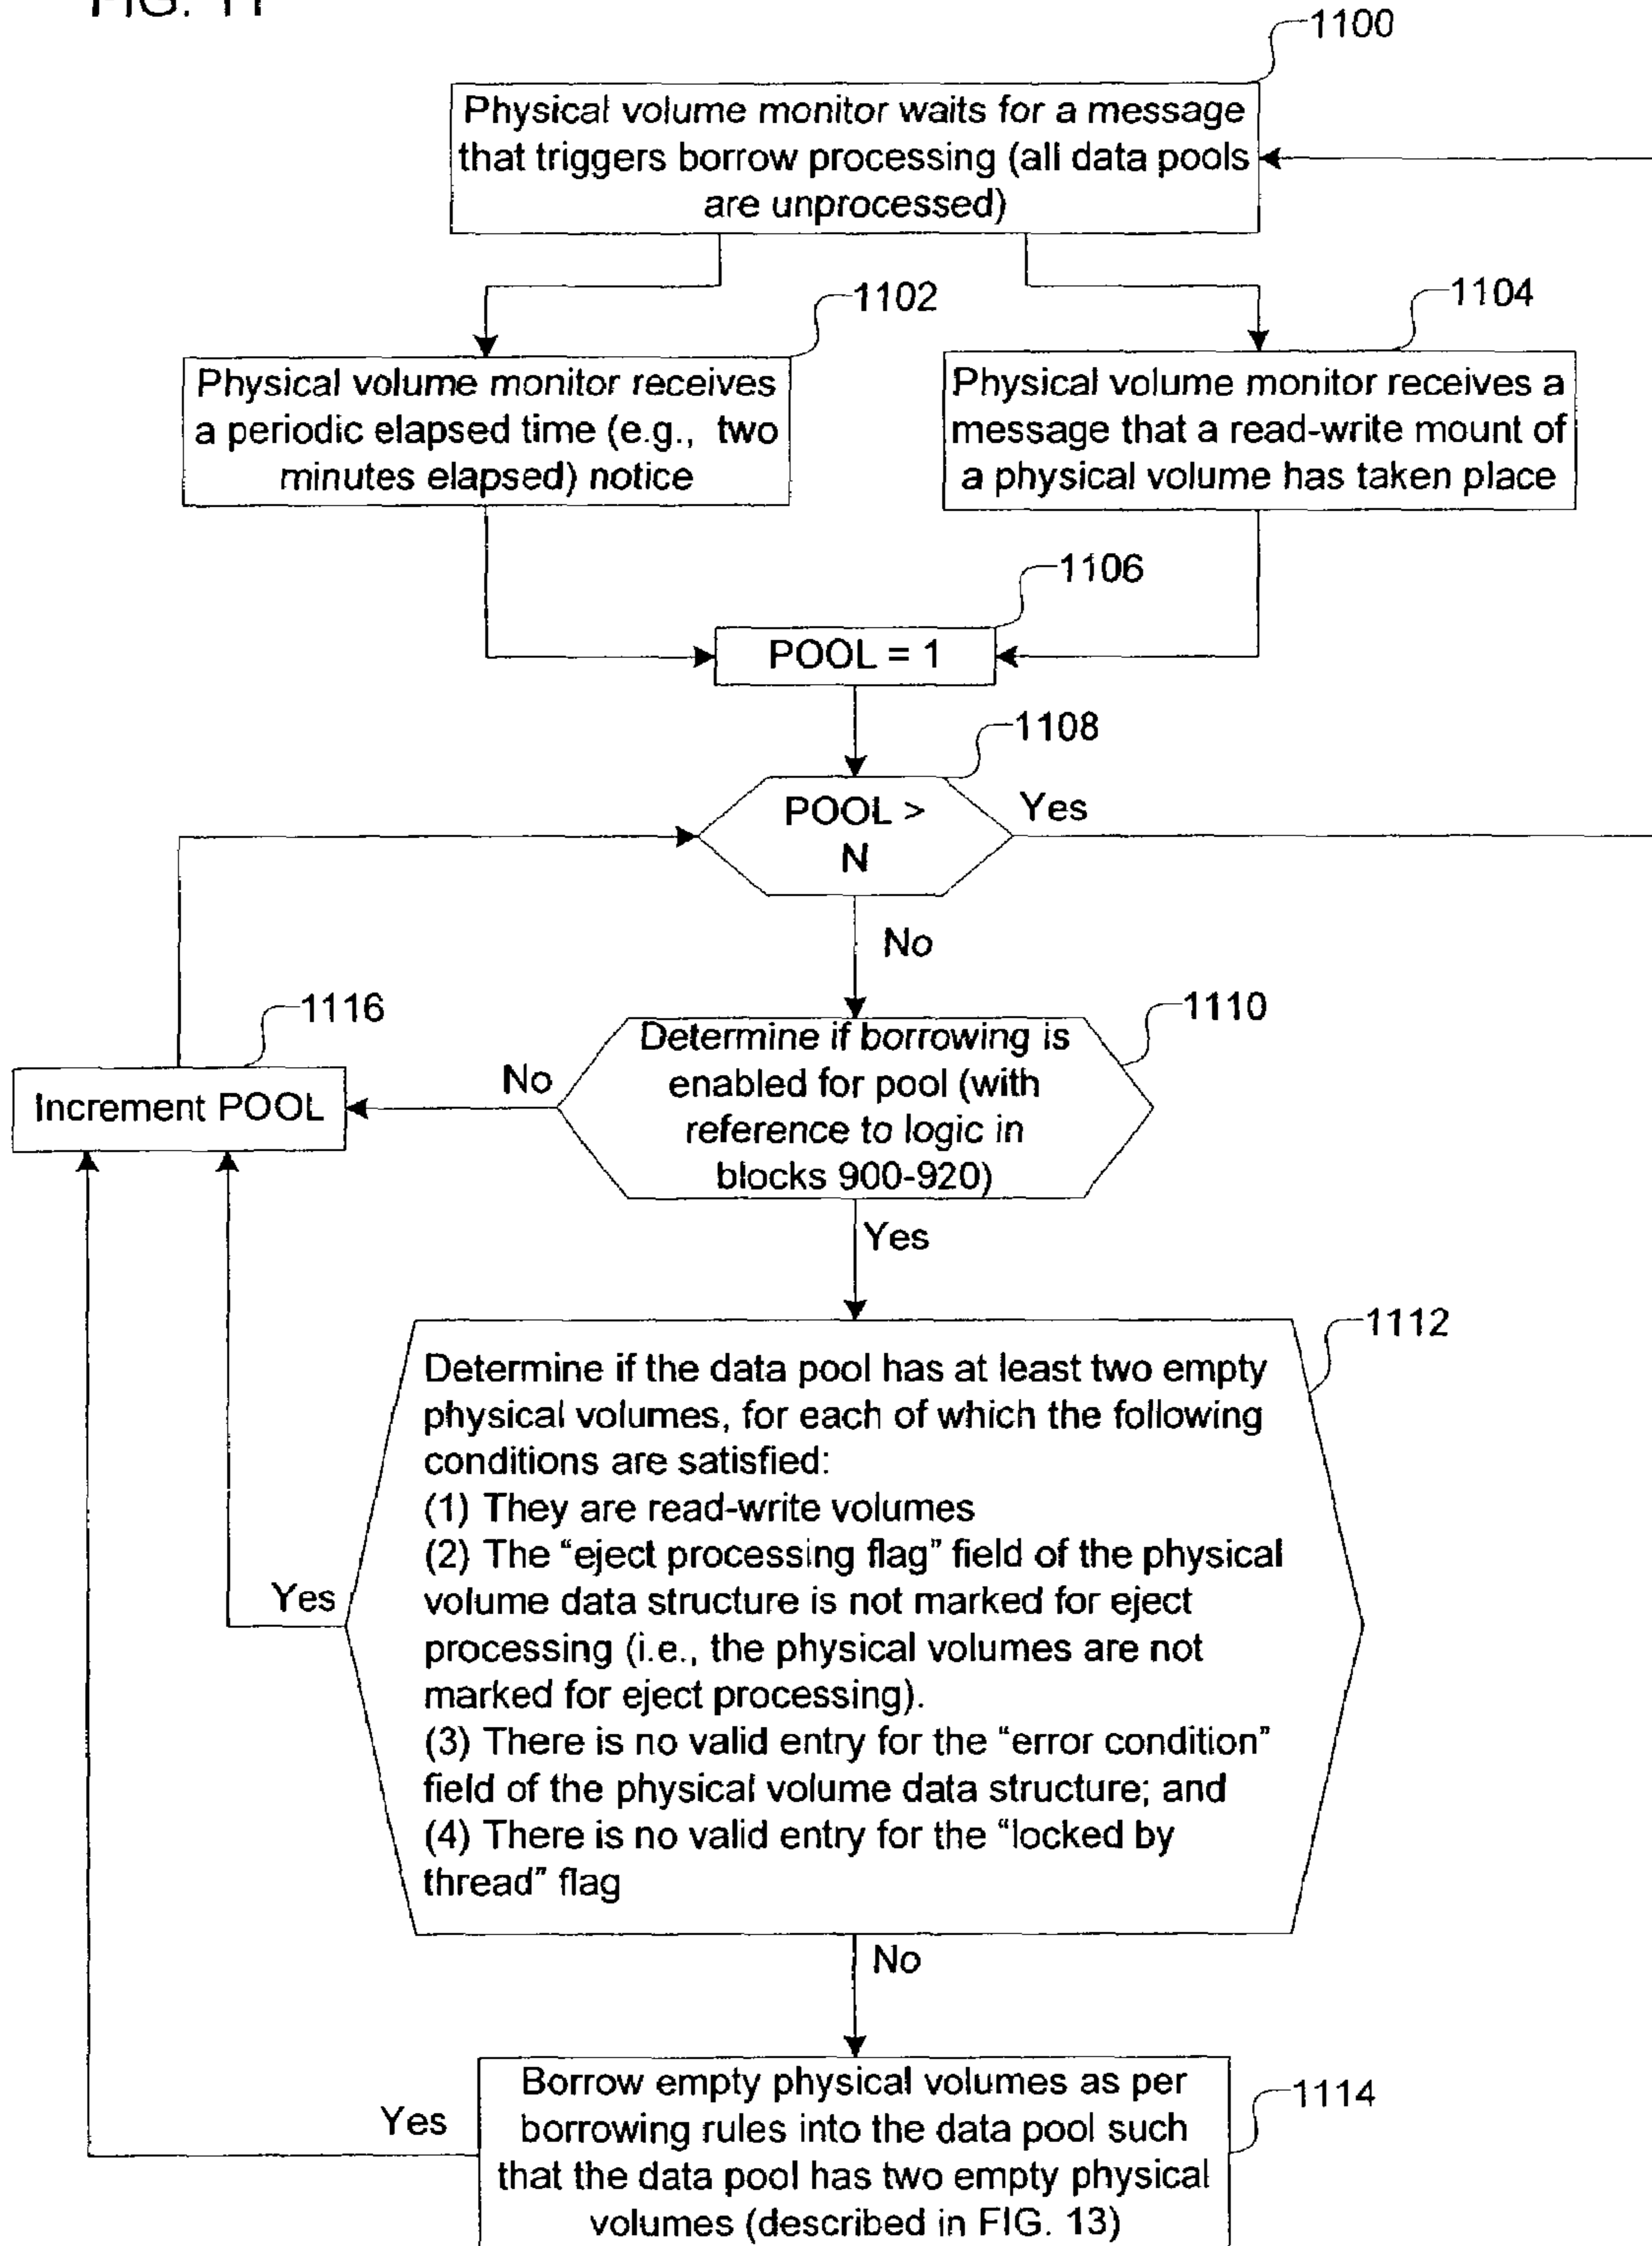 FIG. 11
1100
Physical volume monitor waits for a message
that triggers borrow processing (all data pools
are unprocessed)
1102
1104
Physical volume monitor receives
a periodic elapsed time (e.g., two
minutes elapsed) notice
Physical volume monitor receives a
message that a read-write mount of
a physical volume has taken place
1106
POOL = 1
1108
POOL >
N
Yes
No
1116
1110
Increment POOL
No
Determine if borrowing is
enabled for pool (with
reference to logic in
blocks 900-920)
Yes
1112
Determine if the data pool has at least two empty
physical volumes, for each of which the following
conditions are satisfied:
(1) They are read-write volumes
(2) The “eject processing flag” field of the physical
volume data structure is not marked for eject
processing (i.e., the physical volumes are not
marked for eject processing).
(3) There is no valid entry for the “error condition”
field of the physical volume data structure; and
(4) There is no valid entry for the “locked by
thread” flag
Yes
No
1114
Yes
Borrow empty physical volumes as per
borrowing rules into the data pool such
that the data pool has two empty physical
volumes (described in FIG. 13)